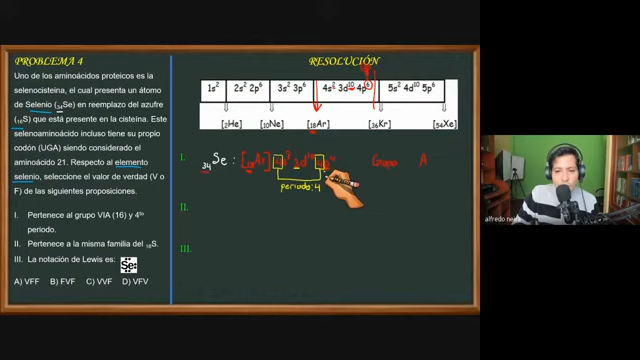 PROBLEMA 4
Uno de los aminoácidos proteicos es la
selenocisteína, el cual presenta un átomo
de Selenio (34Se) en reemplazo del azufre
(16S) que está presente en la cisteína. Este
selenoaminoácido incluso tiene su propio
codón (UGA) siendo considerado el
aminoácido 21. Respecto al elemento
selenio, seleccione el valor de verdad (V o
F) de las siguientes proposiciones.
I. Pertenece al grupo VIA (16) y 4to
periodo.
II. Pertenece a la misma familia del 16S.
III. La notación de Lewis es: Se
A) VFF B) FVF C) VVF D) VFV
RESOLUCIÓN
1s2 2s2 2p6 3s2 3p6 4s2 3d10 4p6 5s2 4d10 5p6
[2He] [10Ne] [18Ar] [36Kr] [54Xe]
I. 34Se : [18Ar] 4s2 3d10 Grupo A
periodo: 4
II.
III.
alfredo